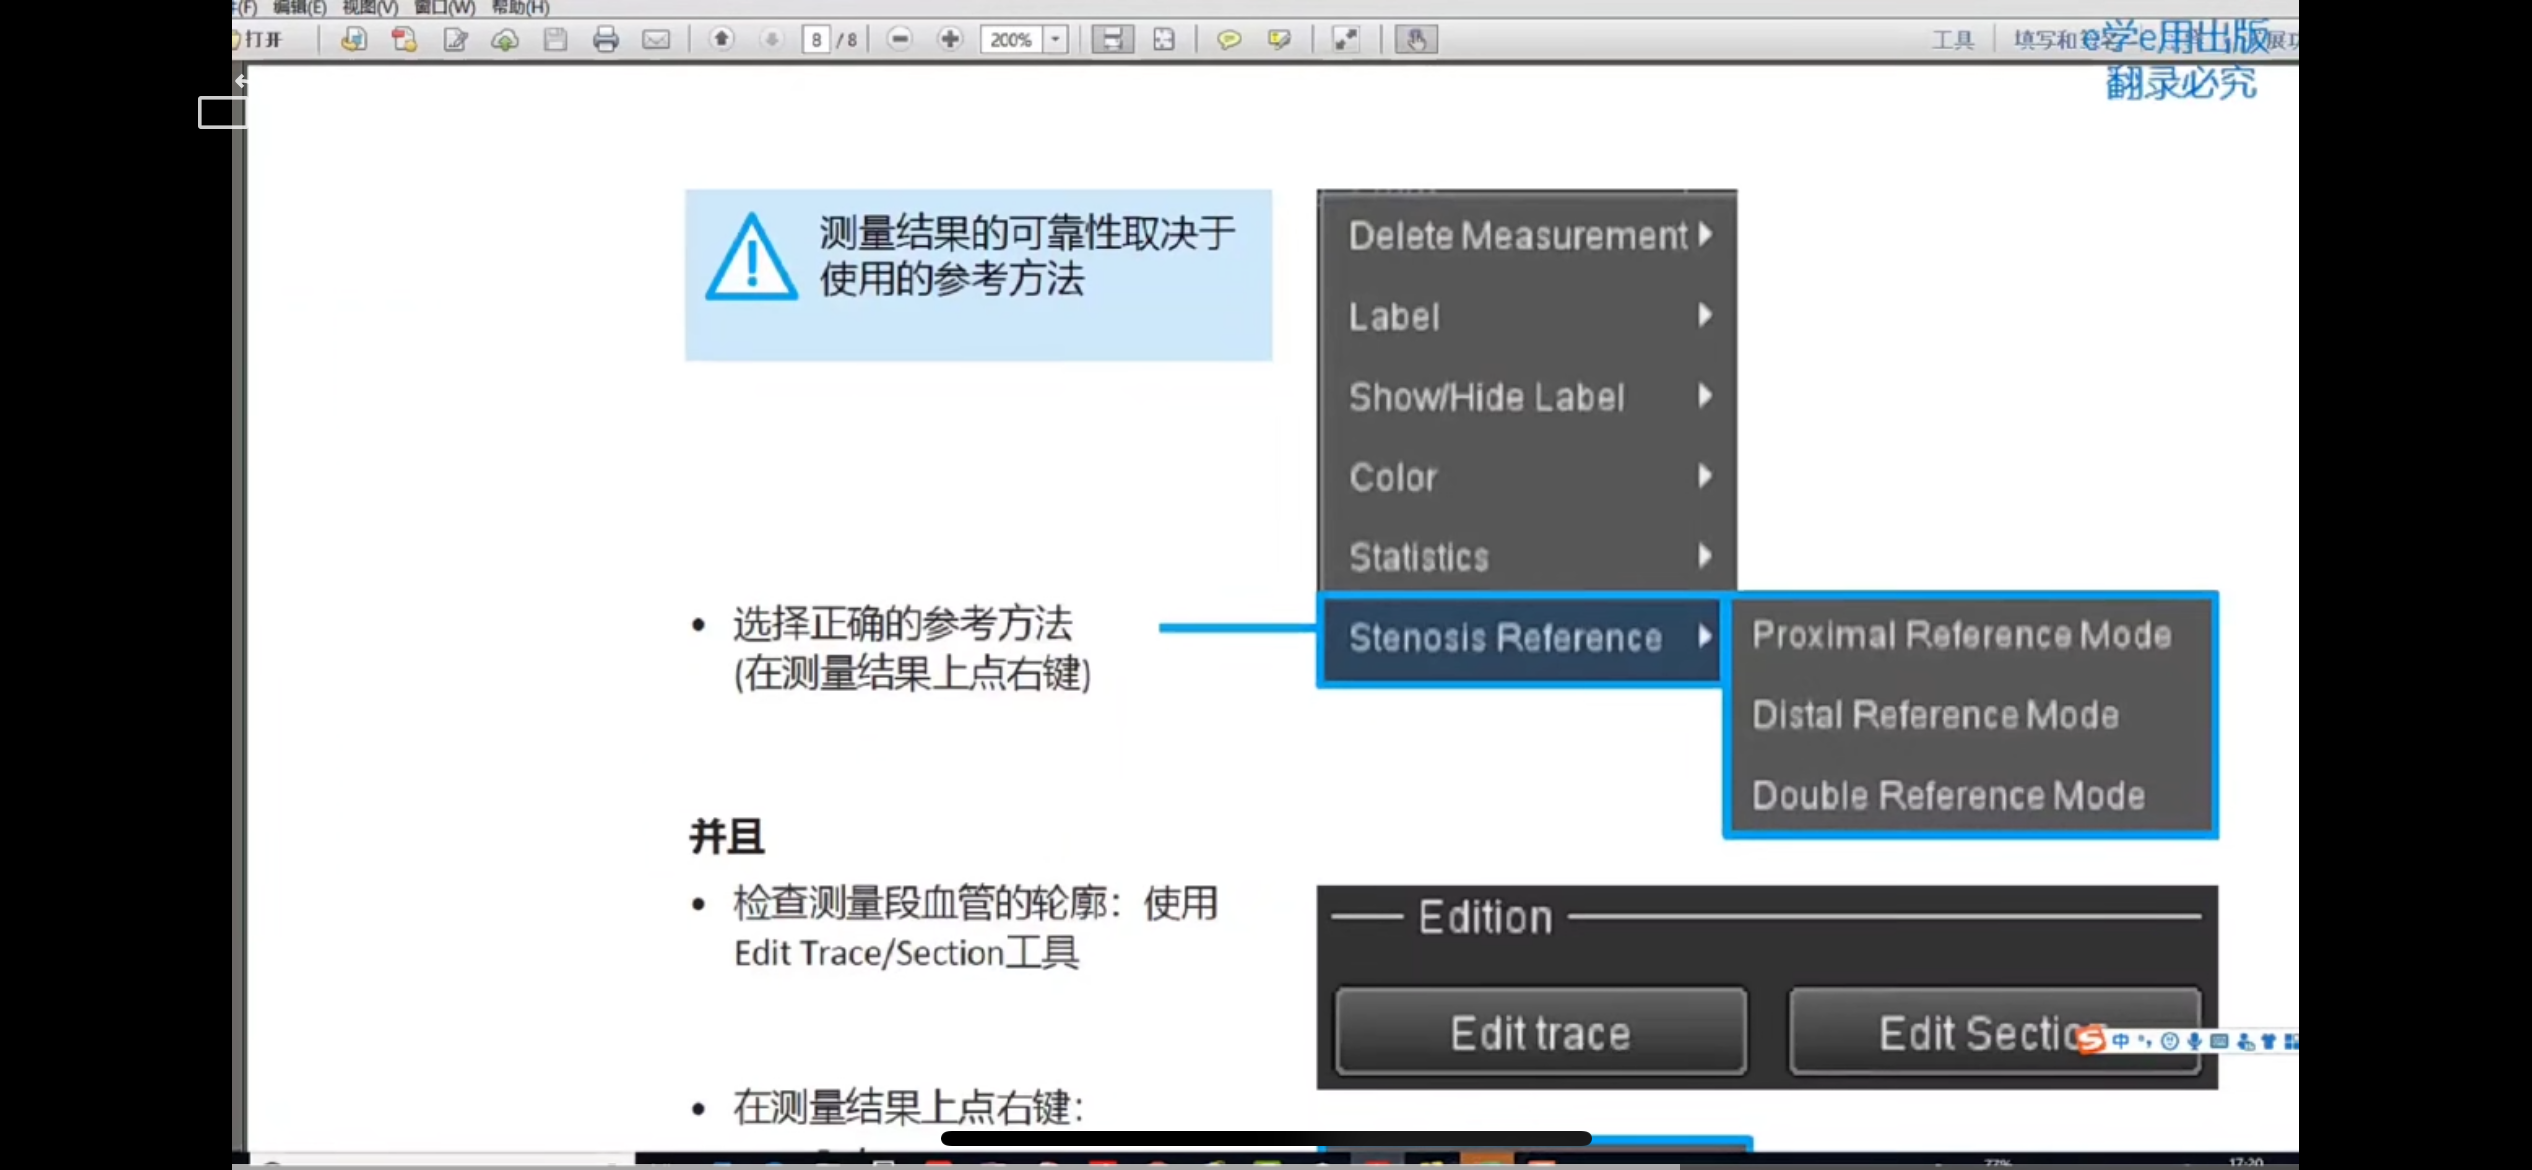 编辑(E) 视图(V) 窗口(W) 帮助(H)
打开 8 / 8 200% 工具
e学e用出版
翻录必究
测量结果的可靠性取决于
使用的参考方法
Delete Measurement
Label
Show/Hide Label
Color
Statistics
• 选择正确的参考方法
(在测量结果上点右键)
Stenosis Reference
Proximal Reference Mode
Distal Reference Mode
Double Reference Mode
并且
• 检查测量段血管的轮廓：使用
Edit Trace/Section工具
Edition
Edit trace
Edit Sectio
中
• 在测量结果上点右键：
77%
17:20